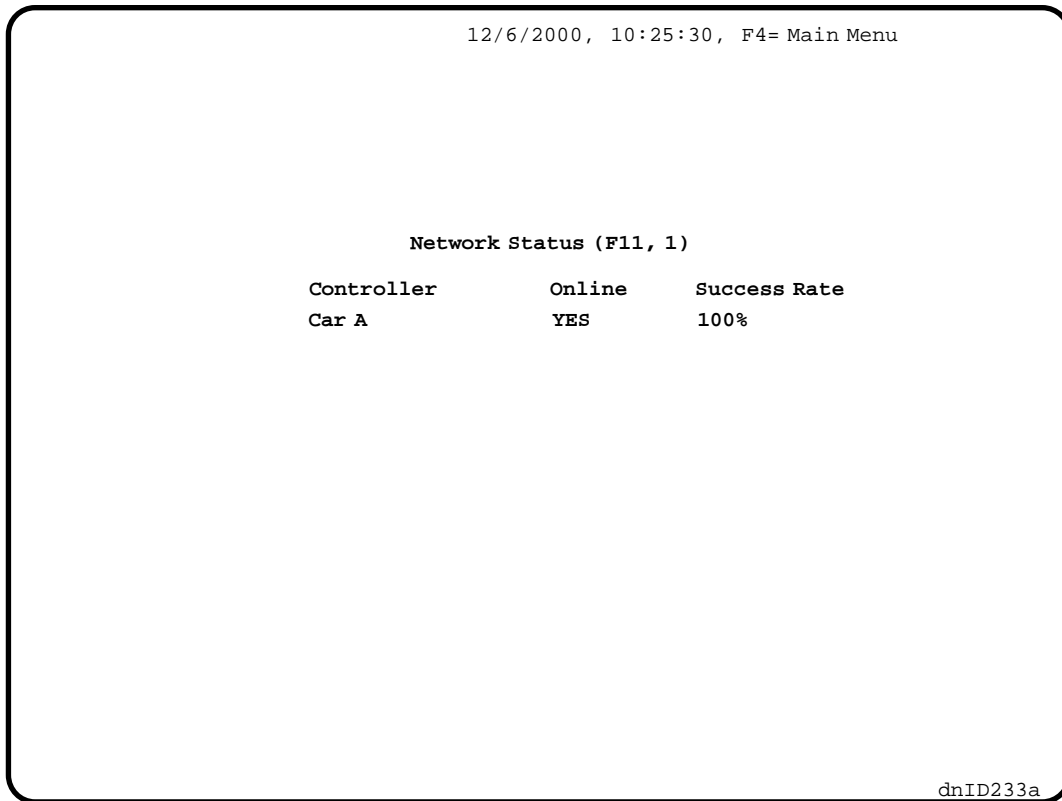 12/6/2000, 10:25:30, F4= Main Menu
Network Status (F11, 1)
Controller Online Success Rate
Car A YES 100%
dnID233a